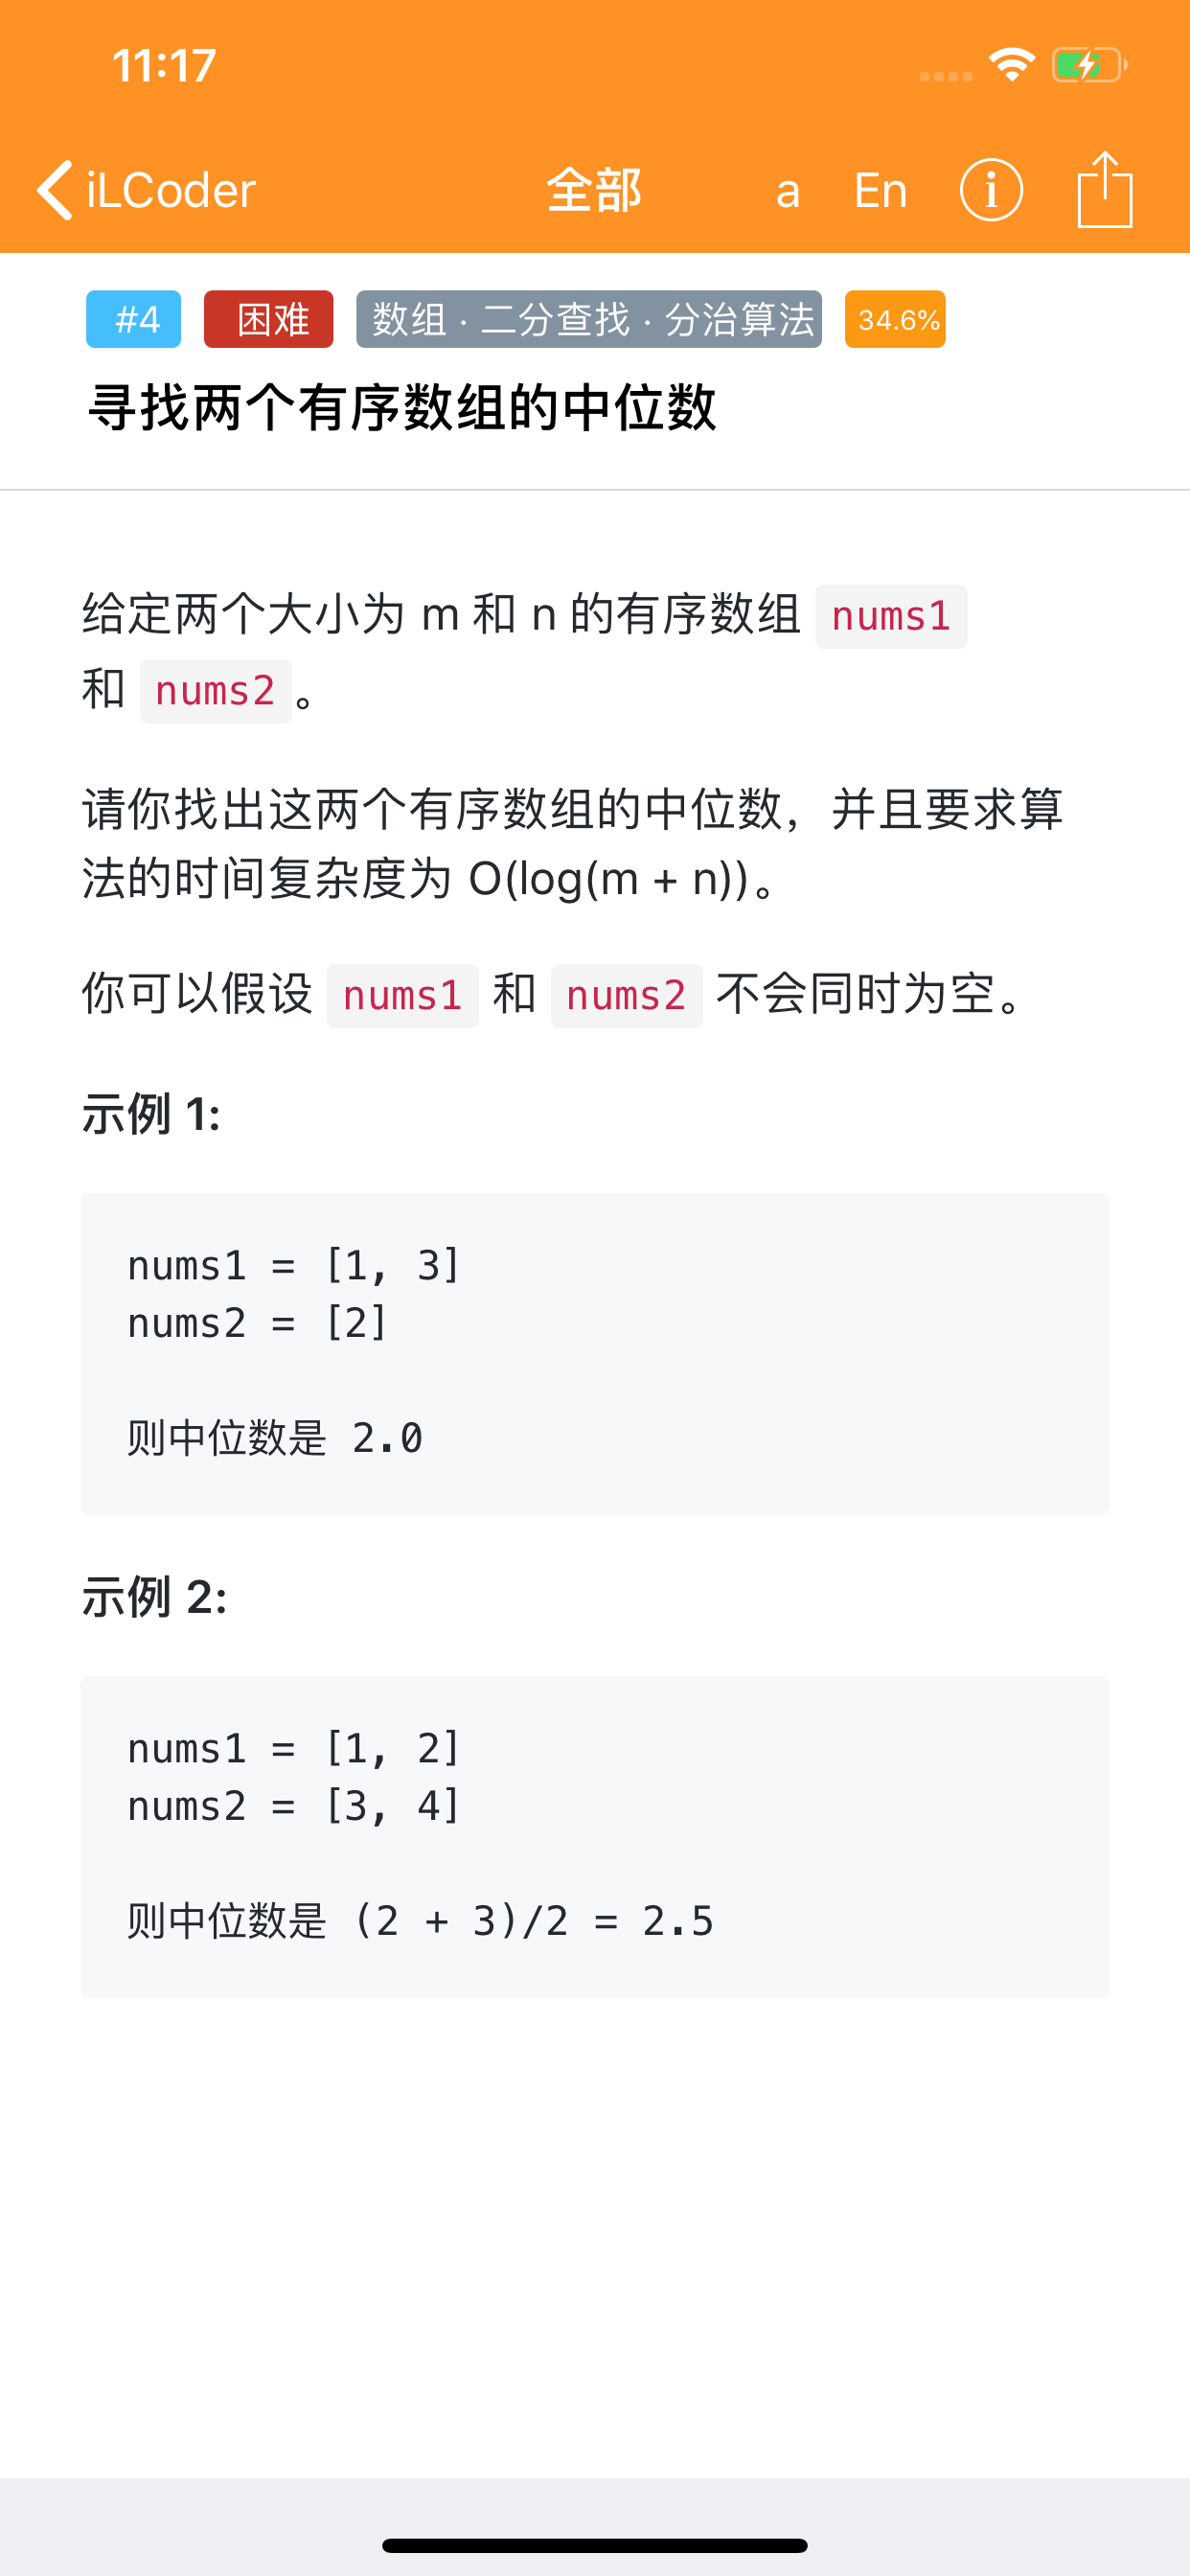 11:17
iLCoder 全部 a En i
#4 困难 数组 · 二分查找 · 分治算法 34.6%
寻找两个有序数组的中位数
给定两个大小为 m 和 n 的有序数组 nums1
和 nums2 。
请你找出这两个有序数组的中位数，并且要求算
法的时间复杂度为 O(log(m + n))。
你可以假设 nums1 和 nums2 不会同时为空。
示例 1:
nums1 = [1, 3]
nums2 = [2]
则中位数是 2.0
示例 2:
nums1 = [1, 2]
nums2 = [3, 4]
则中位数是 (2 + 3)/2 = 2.5